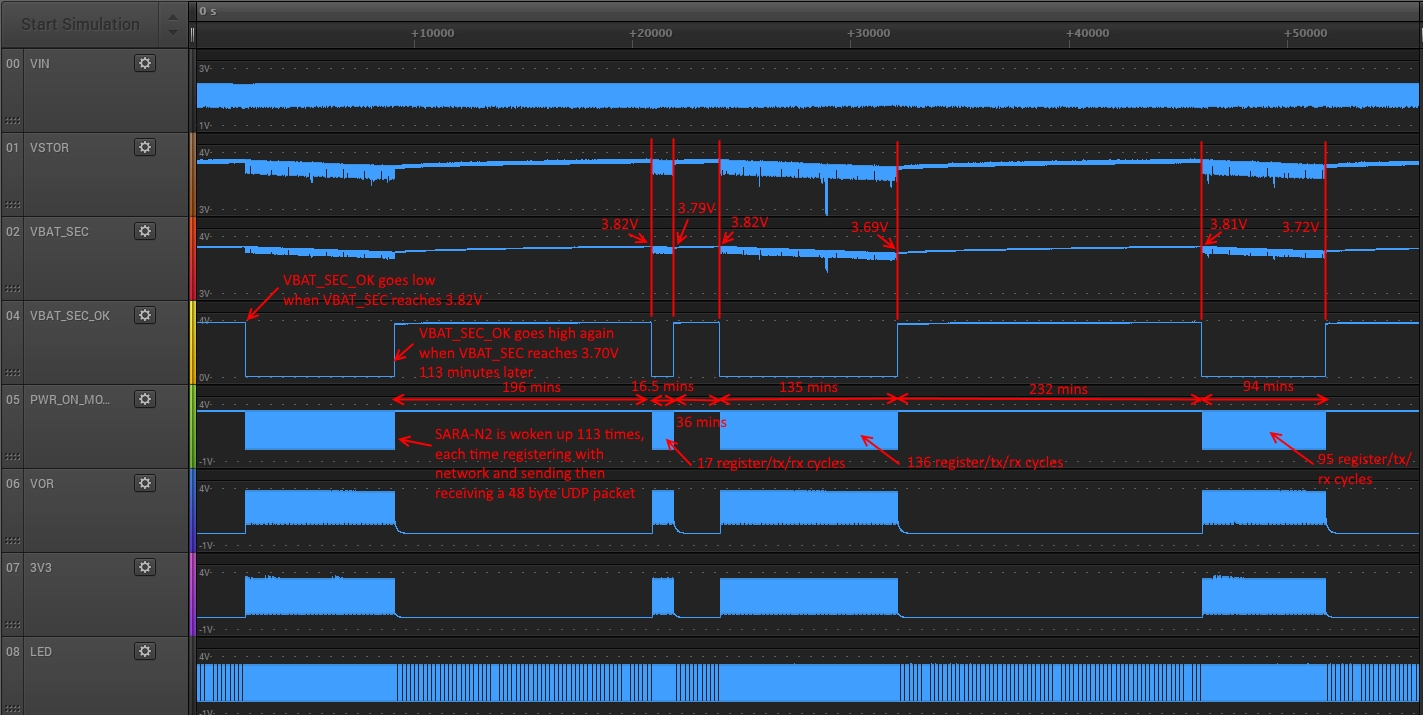 Start Simulation
0 s
+10000
+20000
+30000
+40000
+50000
00 VIN
3V
1V
01 VSTOR
4V
3V
3.82V
3.79V
3.82V
3.69V
3.81V
3.72V
02 VBAT_SEC
4V
3V
VBAT_SEC_OK goes low
when VBAT_SEC reaches 3.82V
04 VBAT_SEC_OK
4V
0V
VBAT_SEC_OK goes high again
when VBAT_SEC reaches 3.70V
113 minutes later
196 mins
16.5 mins
36 mins
135 mins
232 mins
94 mins
05 PWR_ON_MO...
4V
-1V
SARA-N2 is woken up 113 times,
each time registering with
network and sending then
receiving a 48 byte UDP packet
17 register/tx/rx cycles
136 register/tx/rx cycles
95 register/tx/
rx cycles
06 VOR
4V
-1V
07 3V3
4V
-1V
08 LED
4V
-1V